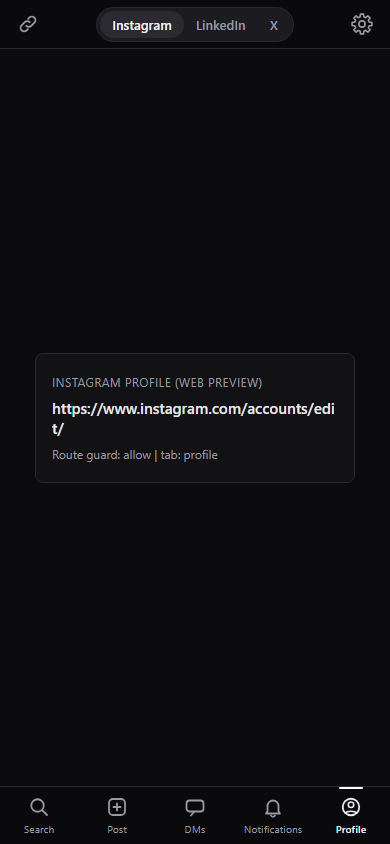 Instagram LinkedIn X
INSTAGRAM PROFILE (WEB PREVIEW)
https://www.instagram.com/accounts/edi
t/
Route guard: allow | tab: profile
Search Post DMs Notifications Profile